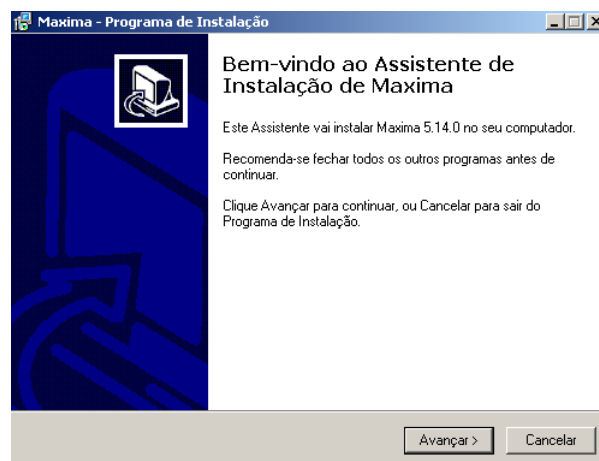 Maxima - Programa de Instalação
Bem-vindo ao Assistente de
Instalação de Maxima
Este Assistente vai instalar Maxima 5.14.0 no seu computador.
Recomenda-se fechar todos os outros programas antes de
continuar.
Clique Avançar para continuar, ou Cancelar para sair do
Programa de Instalação.
Avançar >
Cancelar